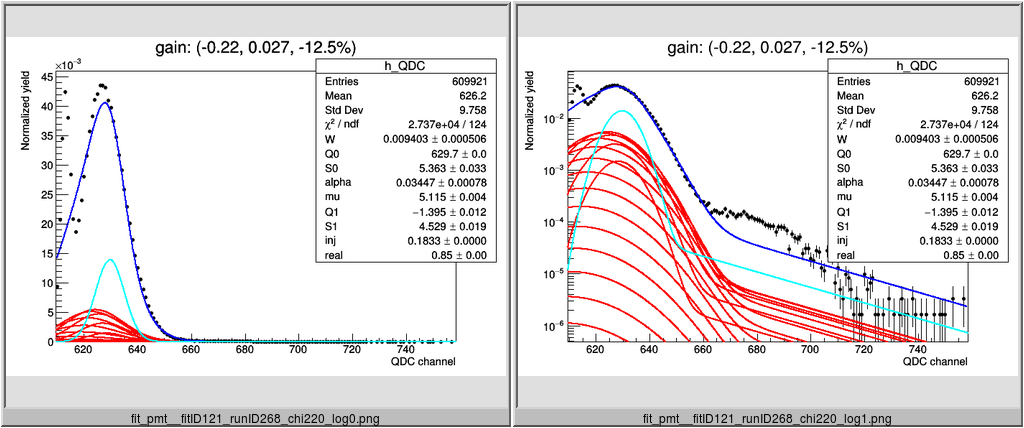 gain: (-0.22, 0.027, -12.5%)
×10⁻³
Normalized yield
45
40
35
30
25
20
15
10
5
0
620
640
660
680
700
720
740
QDC channel
h_QDC
Entries 609921
Mean 626.2
Std Dev 9.758
χ² / ndf 2.737e+04 / 124
W 0.009403 ± 0.000506
Q0 629.7 ± 0.0
S0 5.363 ± 0.033
alpha 0.03447 ± 0.00078
mu 5.115 ± 0.004
Q1 −1.395 ± 0.012
S1 4.529 ± 0.019
inj 0.1833 ± 0.0000
real 0.85 ± 0.00
fit_pmt__fitID121_runID268_chi220_log0.png
gain: (-0.22, 0.027, -12.5%)
Normalized yield
10⁻²
10⁻³
10⁻⁴
10⁻⁵
10⁻⁶
620
640
660
680
700
720
740
QDC channel
h_QDC
Entries 609921
Mean 626.2
Std Dev 9.758
χ² / ndf 2.737e+04 / 124
W 0.009403 ± 0.000506
Q0 629.7 ± 0.0
S0 5.363 ± 0.033
alpha 0.03447 ± 0.00078
mu 5.115 ± 0.004
Q1 −1.395 ± 0.012
S1 4.529 ± 0.019
inj 0.1833 ± 0.0000
real 0.85 ± 0.00
fit_pmt__fitID121_runID268_chi220_log1.png